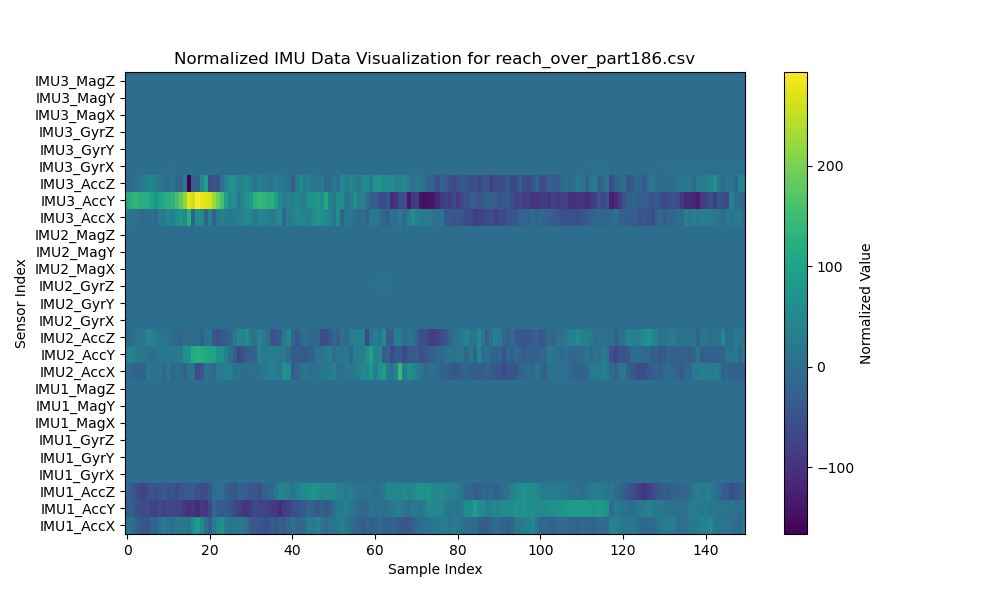 Normalized IMU Data Visualization for reach_over_part186.csv
IMU3_MagZ
IMU3_MagY
IMU3_MagX
IMU3_GyrZ
IMU3_GyrY
IMU3_GyrX
IMU3_AccZ
IMU3_AccY
IMU3_AccX
IMU2_MagZ
IMU2_MagY
IMU2_MagX
IMU2_GyrZ
IMU2_GyrY
IMU2_GyrX
IMU2_AccZ
IMU2_AccY
IMU2_AccX
IMU1_MagZ
IMU1_MagY
IMU1_MagX
IMU1_GyrZ
IMU1_GyrY
IMU1_GyrX
IMU1_AccZ
IMU1_AccY
IMU1_AccX
Sensor Index
0 20 40 60 80 100 120 140
Sample Index
200
100
0
−100
Normalized Value